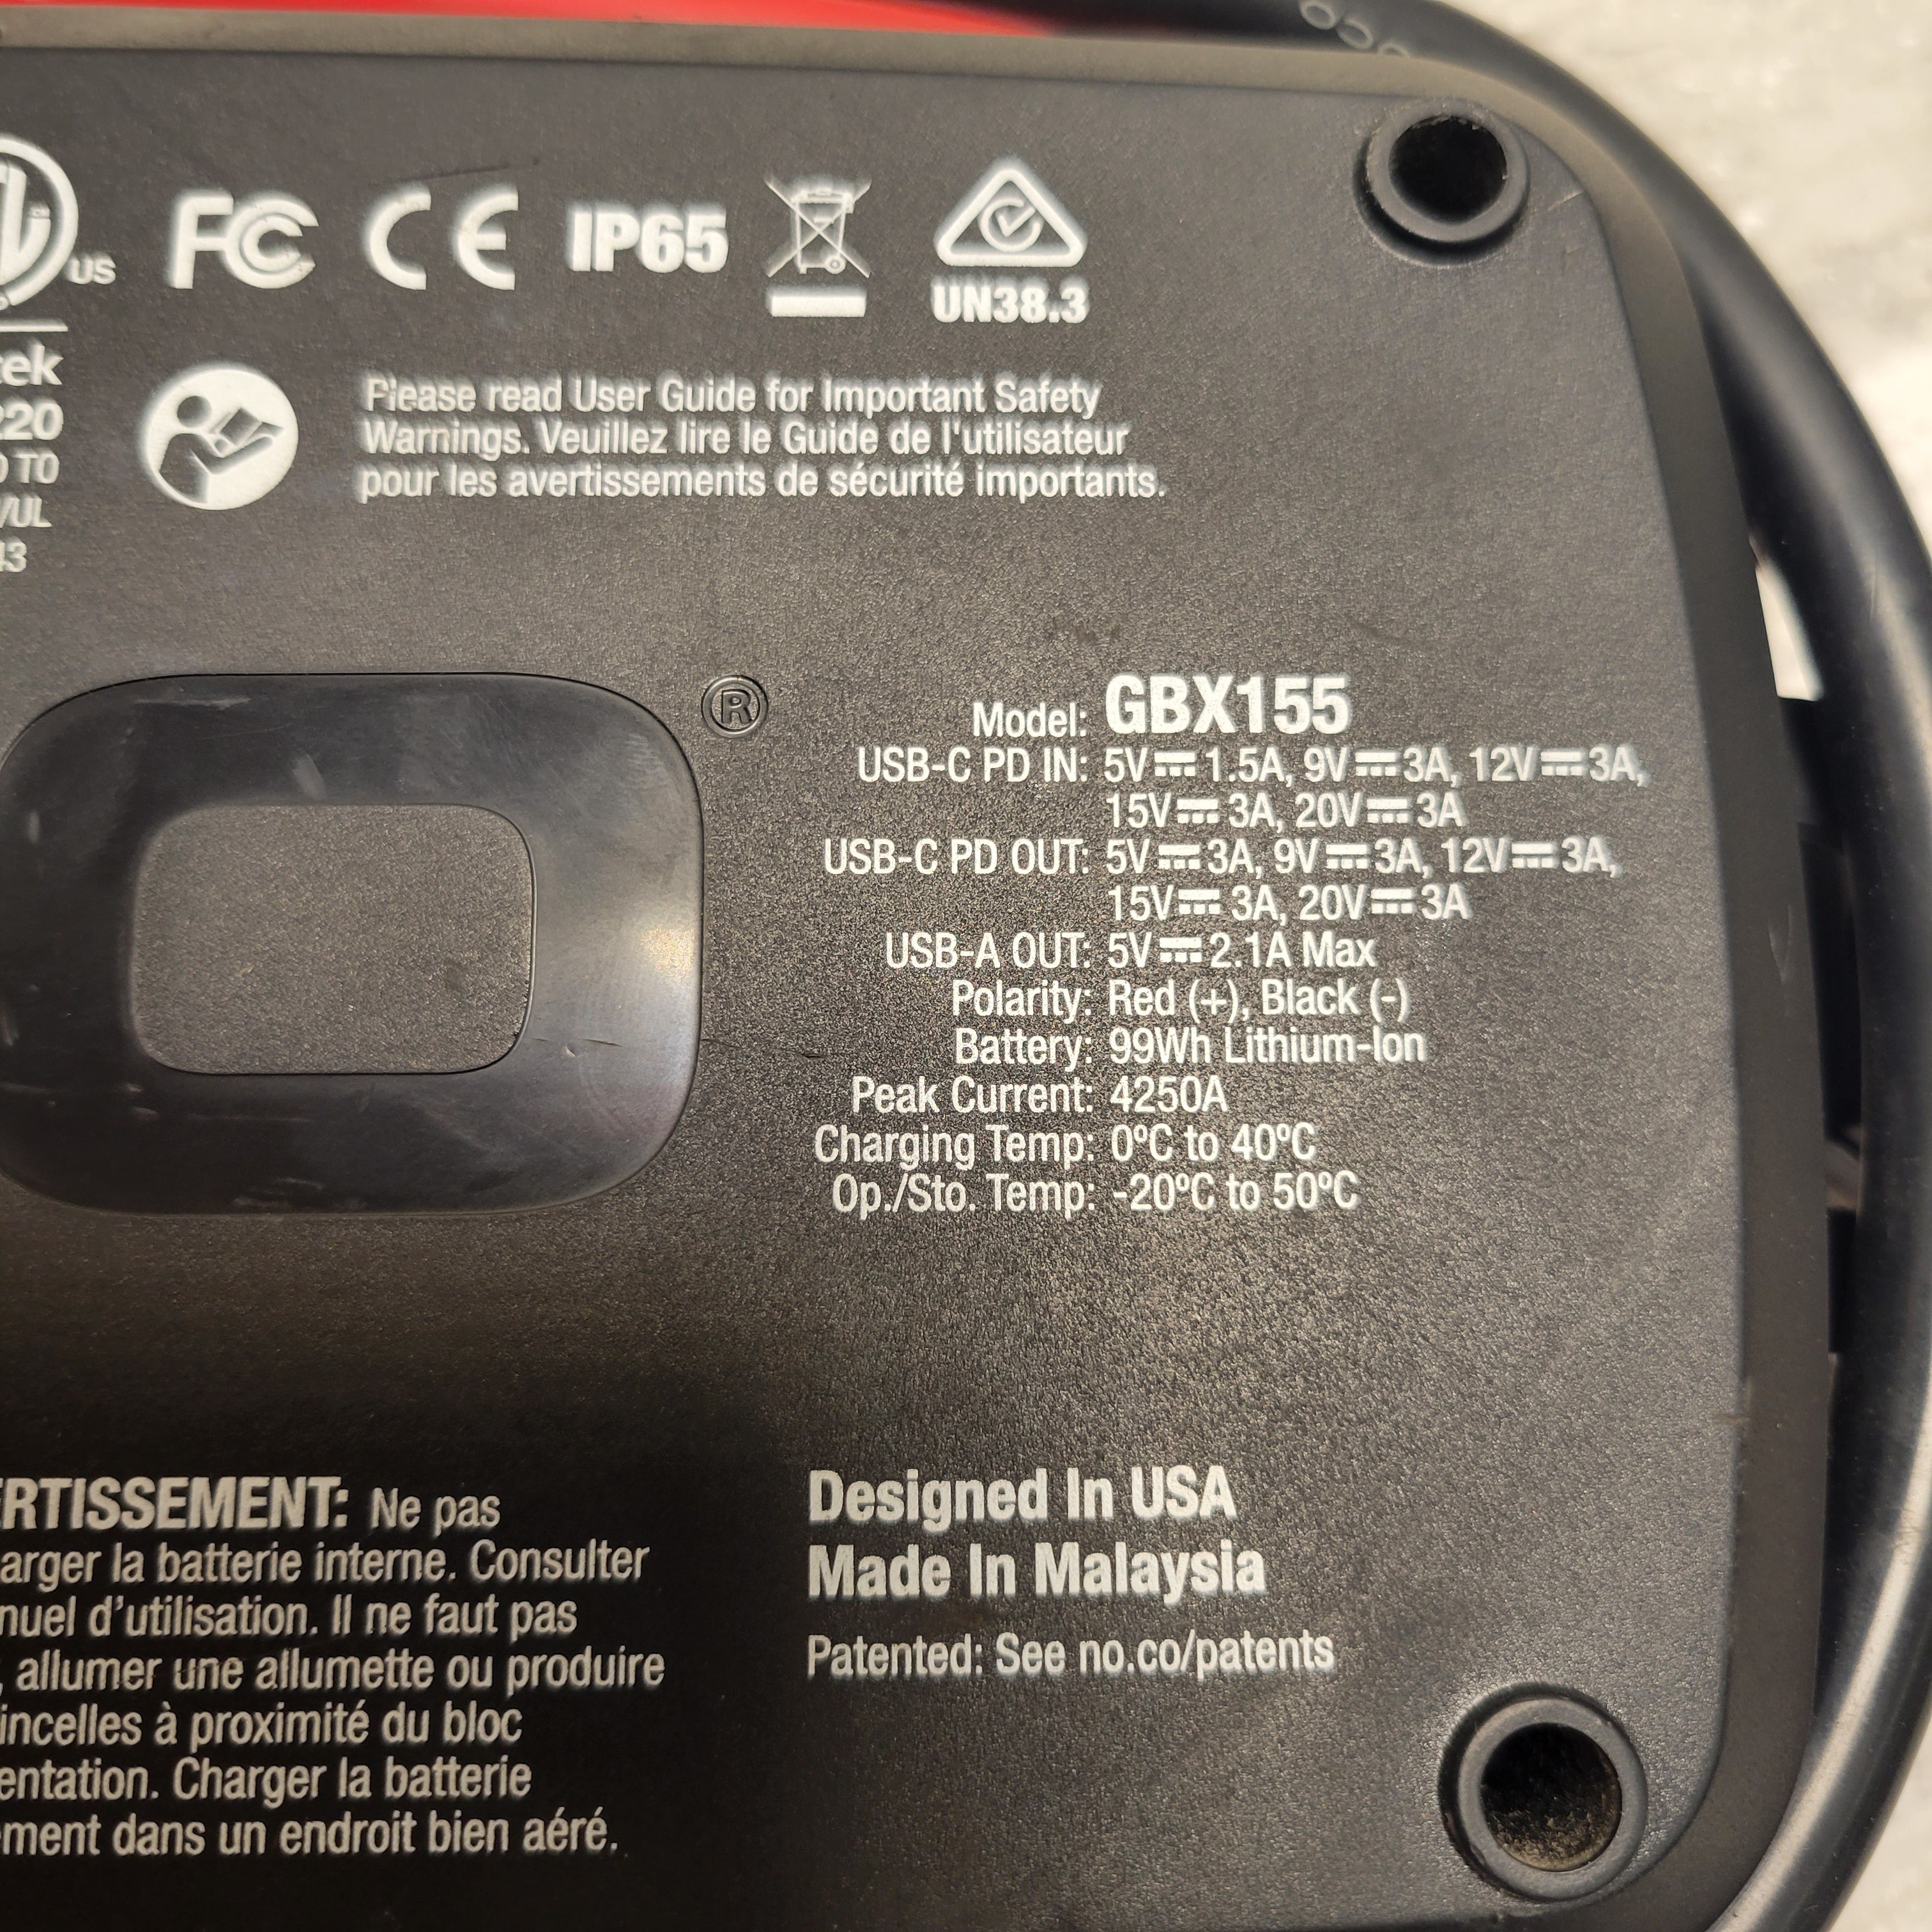 US
FC CE IP65
UN38.3
tek
220
TO
/UL
43
Please read User Guide for Important Safety
Warnings. Veuillez lire le Guide de l'utilisateur
pour les avertissements de sécurité importants.
®
Model: GBX155
USB-C PD IN: 5V⎓1.5A, 9V⎓3A, 12V⎓3A,
15V⎓3A, 20V⎓3A
USB-C PD OUT: 5V⎓3A, 9V⎓3A, 12V⎓3A,
15V⎓3A, 20V⎓3A
USB-A OUT: 5V⎓2.1A Max
Polarity: Red (+), Black (-)
Battery: 99Wh Lithium-Ion
Peak Current: 4250A
Charging Temp: 0ºC to 40ºC
Op./Sto. Temp: -20ºC to 50ºC
ERTISSEMENT: Ne pas
arger la batterie interne. Consulter
nuel d'utilisation. Il ne faut pas
, allumer une allumette ou produire
incelles à proximité du bloc
entation. Charger la batterie
ement dans un endroit bien aéré.
Designed In USA
Made In Malaysia
Patented: See no.co/patents